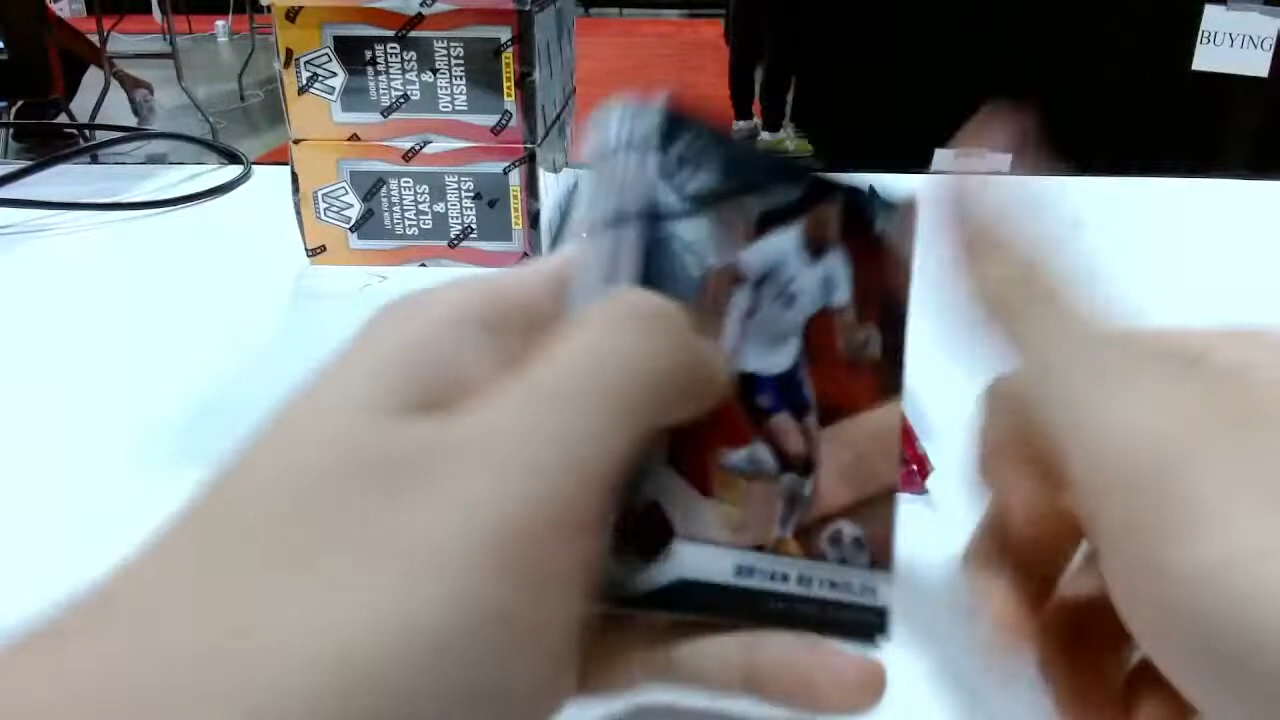 LOOK FOR THE
ULTRA-RARE
STAINED
GLASS
&
OVERDRIVE
INSERTS!
PANINI
LOOK FOR THE
ULTRA-RARE
STAINED
GLASS
&
OVERDRIVE
INSERTS!
PANINI
BUYING
BRYAN REYNOLDS